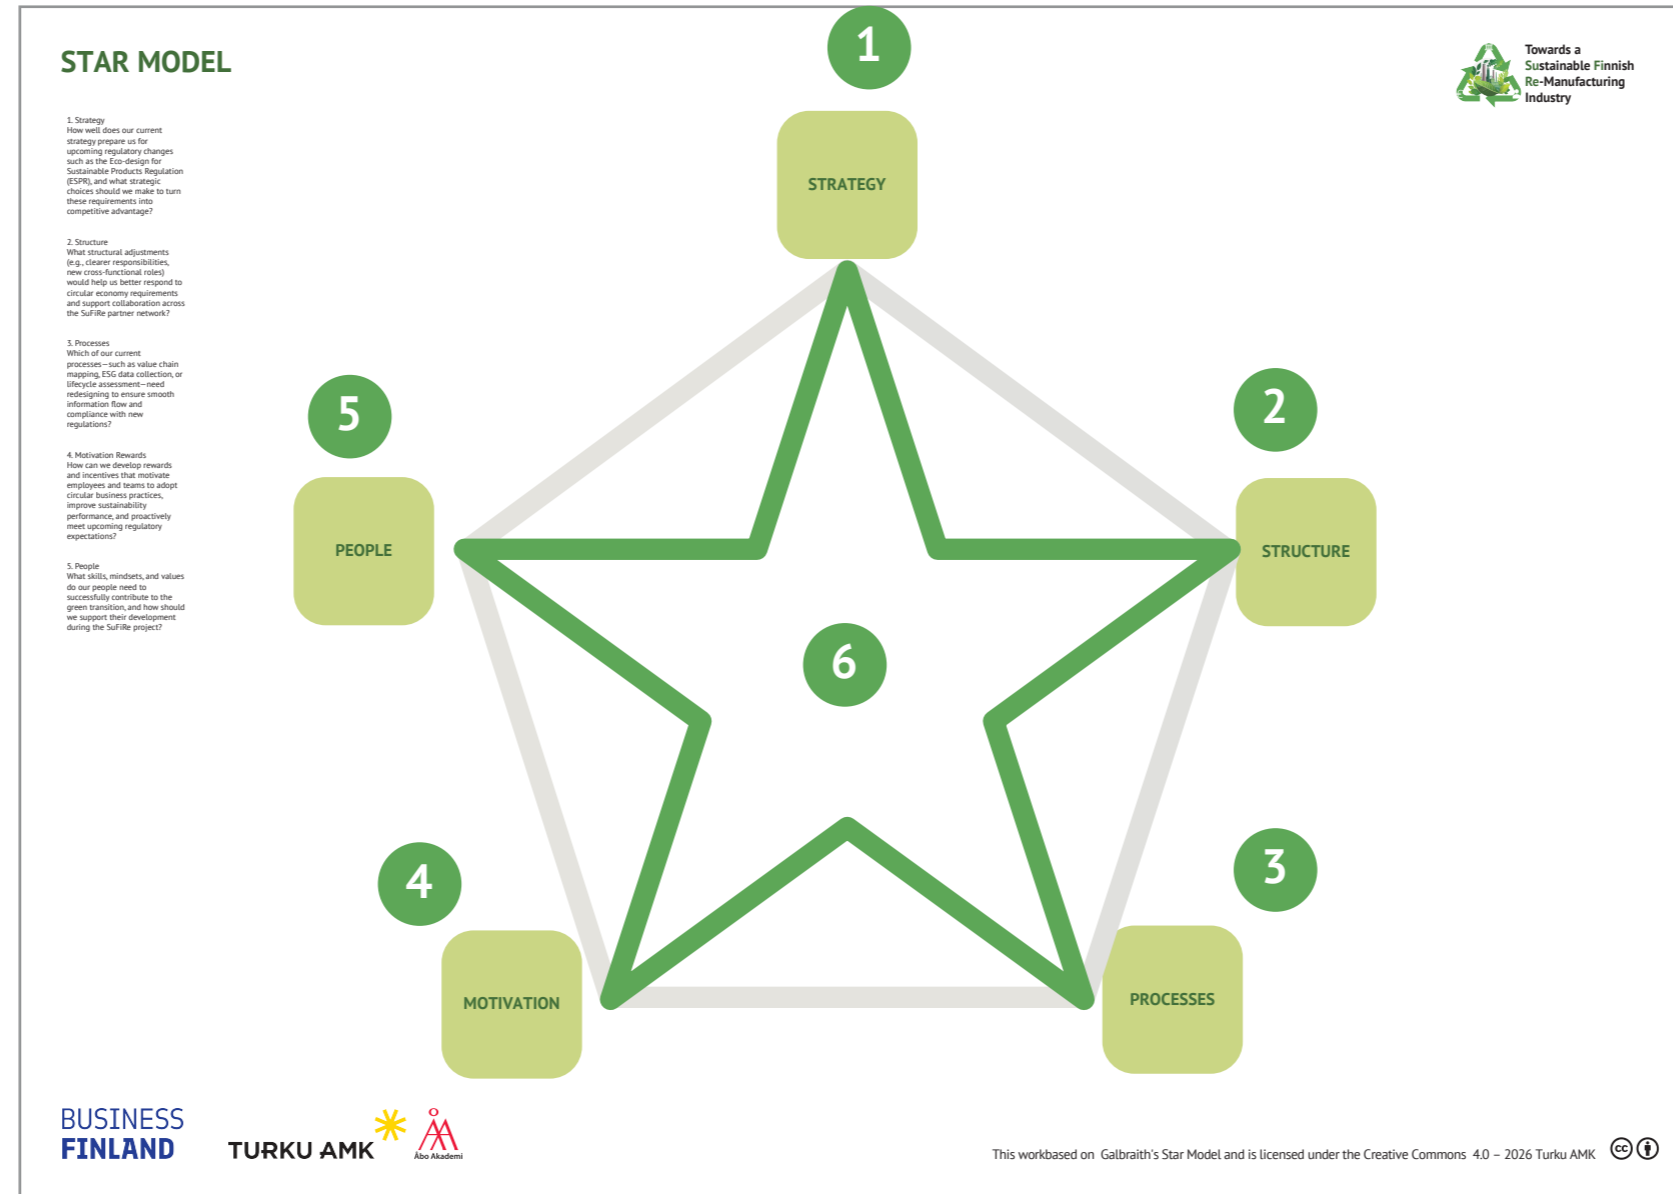 STAR MODEL
1. Strategy
How well does our current
strategy prepare us for
upcoming regulatory changes
such as the Eco-design for
Sustainable Products Regulation
(ESPR), and what strategic
choices should we make to turn
these requirements into
competitive advantage?
2. Structure
What structural adjustments
(e.g., clearer responsibilities,
new cross-functional roles)
would help us better respond to
circular economy requirements
and support collaboration across
the SuFiRe partner network?
3. Processes
Which of our current
processes—such as value chain
mapping, ESG data collection, or
lifecycle assessment—need
redesigning to ensure smooth
information flow and
compliance with new
regulations?
4. Motivation Rewards
How can we develop rewards
and incentives that motivate
employees and teams to adopt
circular business practices,
improve sustainability
performance, and proactively
meet upcoming regulatory
expectations?
5. People
What skills, mindsets, and values
do our people need to
successfully contribute to the
green transition, and how should
we support their development
during the SuFiRe project?
1
STRATEGY
Towards a
Sustainable Finnish
Re-Manufacturing
Industry
5
PEOPLE
2
STRUCTURE
6
4
MOTIVATION
3
PROCESSES
BUSINESS
FINLAND
TURKU AMK
Åbo Akademi
This workbased on Galbraith's Star Model and is licensed under the Creative Commons 4.0 – 2026 Turku AMK
cc